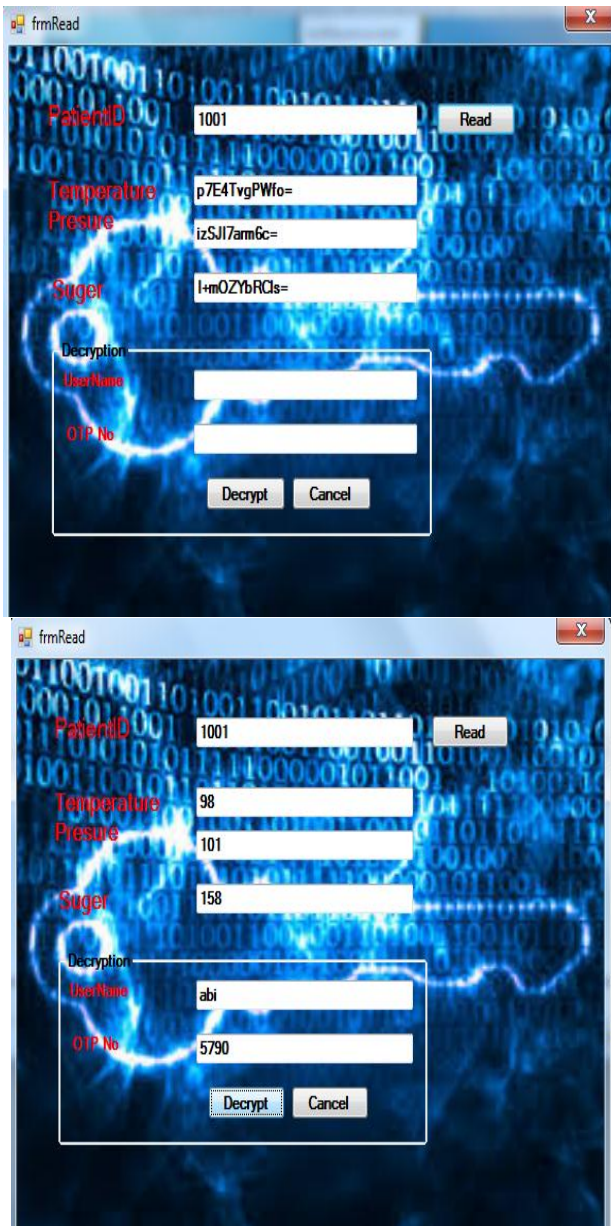 frmRead
X
PatientID 1001 Read
Temperature p7E4TvgPWfo=
Presure izSJI7arm6c=
Suger I+mOZYbRCIs=
Decryption
UserName
OTP No
Decrypt Cancel
frmRead
X
PatientID 1001 Read
Temperature 98
Presure 101
Suger 158
Decryption
UserName abi
OTP No 5790
Decrypt Cancel